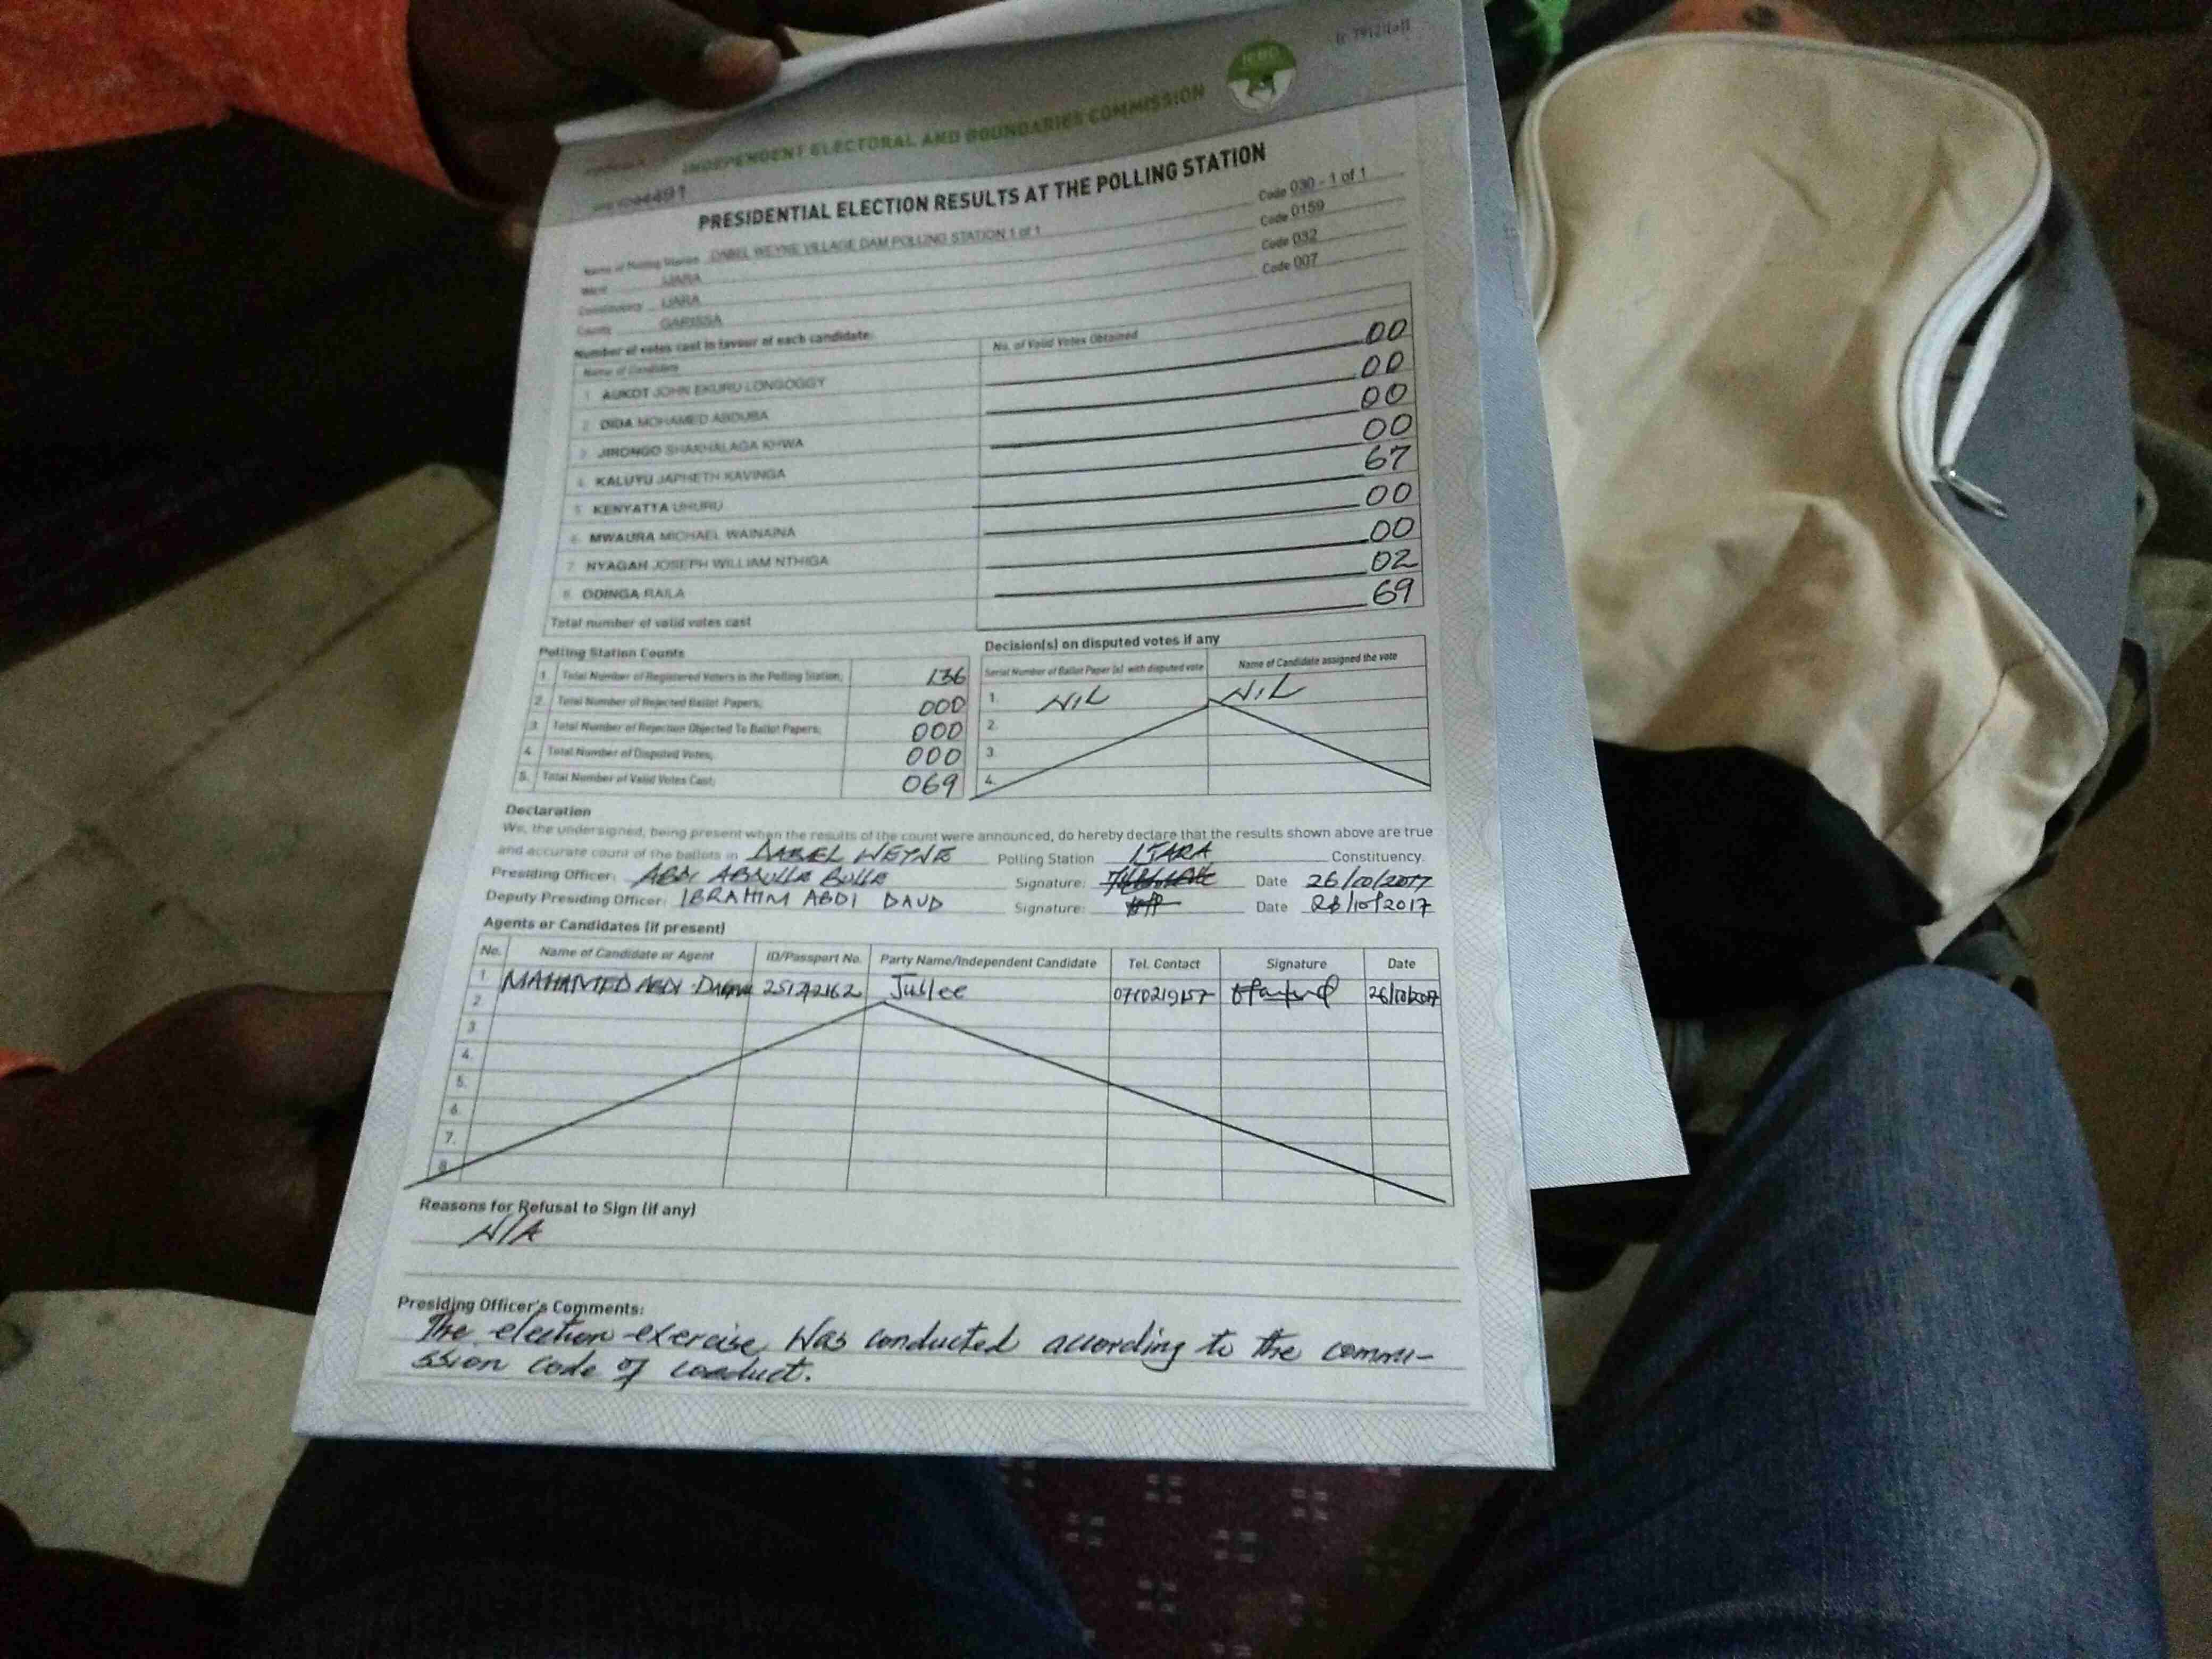 INDEPENDENT ELECTORAL AND BOUNDARIES COMMISSION
IEBC
PRESIDENTIAL ELECTION RESULTS AT THE POLLING STATION
Name of Polling Station DABEL WEYNE VILLAGE DAM POLLING STATION 1 of 1 Code 030 - 1 of 1
Ward IJARA Code 0159
Constituency IJARA Code 032
County GARISSA Code 007
Number of votes cast in favour of each candidate:
Name of Candidate No. of Valid Votes Obtained
1. AUKOT JOHN EKURU LONGOGGY 00
2. DIDA MOHAMED ABDUBA 00
3. JIRONGO SHAKHALAGA KHWA 00
4. KALUYU JAPHETH KAVINGA 00
5. KENYATTA UHURU 67
6. MWAURA MICHAEL WAINAINA 00
7. NYAGAH JOSEPH WILLIAM NTHIGA 00
8. ODINGA RAILA 02
Total number of valid votes cast 69
Polling Station Counts
1. Total Number of Registered Voters in the Polling Station; 136
2. Total Number of Rejected Ballot Papers; 000
3. Total Number of Rejection Objected To Ballot Papers; 000
4. Total Number of Disputed Votes; 000
5. Total Number of Valid Votes Cast; 069
Decision(s) on disputed votes if any
Serial Number of Ballot Paper (s) with disputed vote Name of Candidate assigned the vote
1. NIL NIL
2.
3.
4.
Declaration
We, the undersigned, being present when the results of the count were announced, do hereby declare that the results shown above are true
and accurate count of the ballots in DABEL WEYNE Polling Station IJARA Constituency.
Presiding Officer: ABDI ABDULLE BULLE Signature: Date 26/10/2017
Deputy Presiding Officer: IBRAHIM ABDI DAUD Signature: Date 26/10/2017
Agents or Candidates (if present)
No. Name of Candidate or Agent ID/Passport No. Party Name/Independent Candidate Tel. Contact Signature Date
1. MAHAMED ABDI Jublee 26/10/2017
2.
3.
4.
5.
6.
7.
8.
Reasons for Refusal to Sign (if any)
N/A
Presiding Officer's Comments:
The election exercise was conducted according to the commi-
ssion code of conduct.